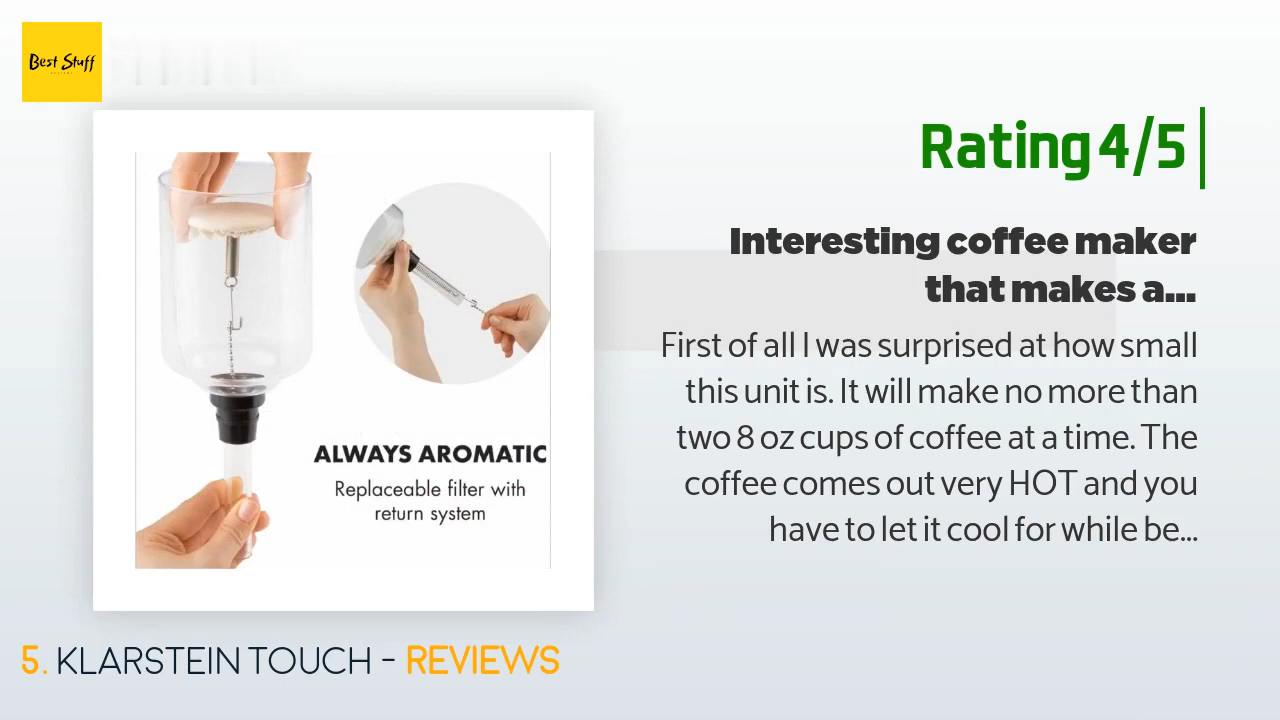 Best Stuff
Rating 4/5
Interesting coffee maker
that makes a...
First of all I was surprised at how small
this unit is. It will make no more than
two 8 oz cups of coffee at a time. The
coffee comes out very HOT and you
have to let it cool for while be...
ALWAYS AROMATIC
Replaceable filter with
return system
5. KLARSTEIN TOUCH - REVIEWS